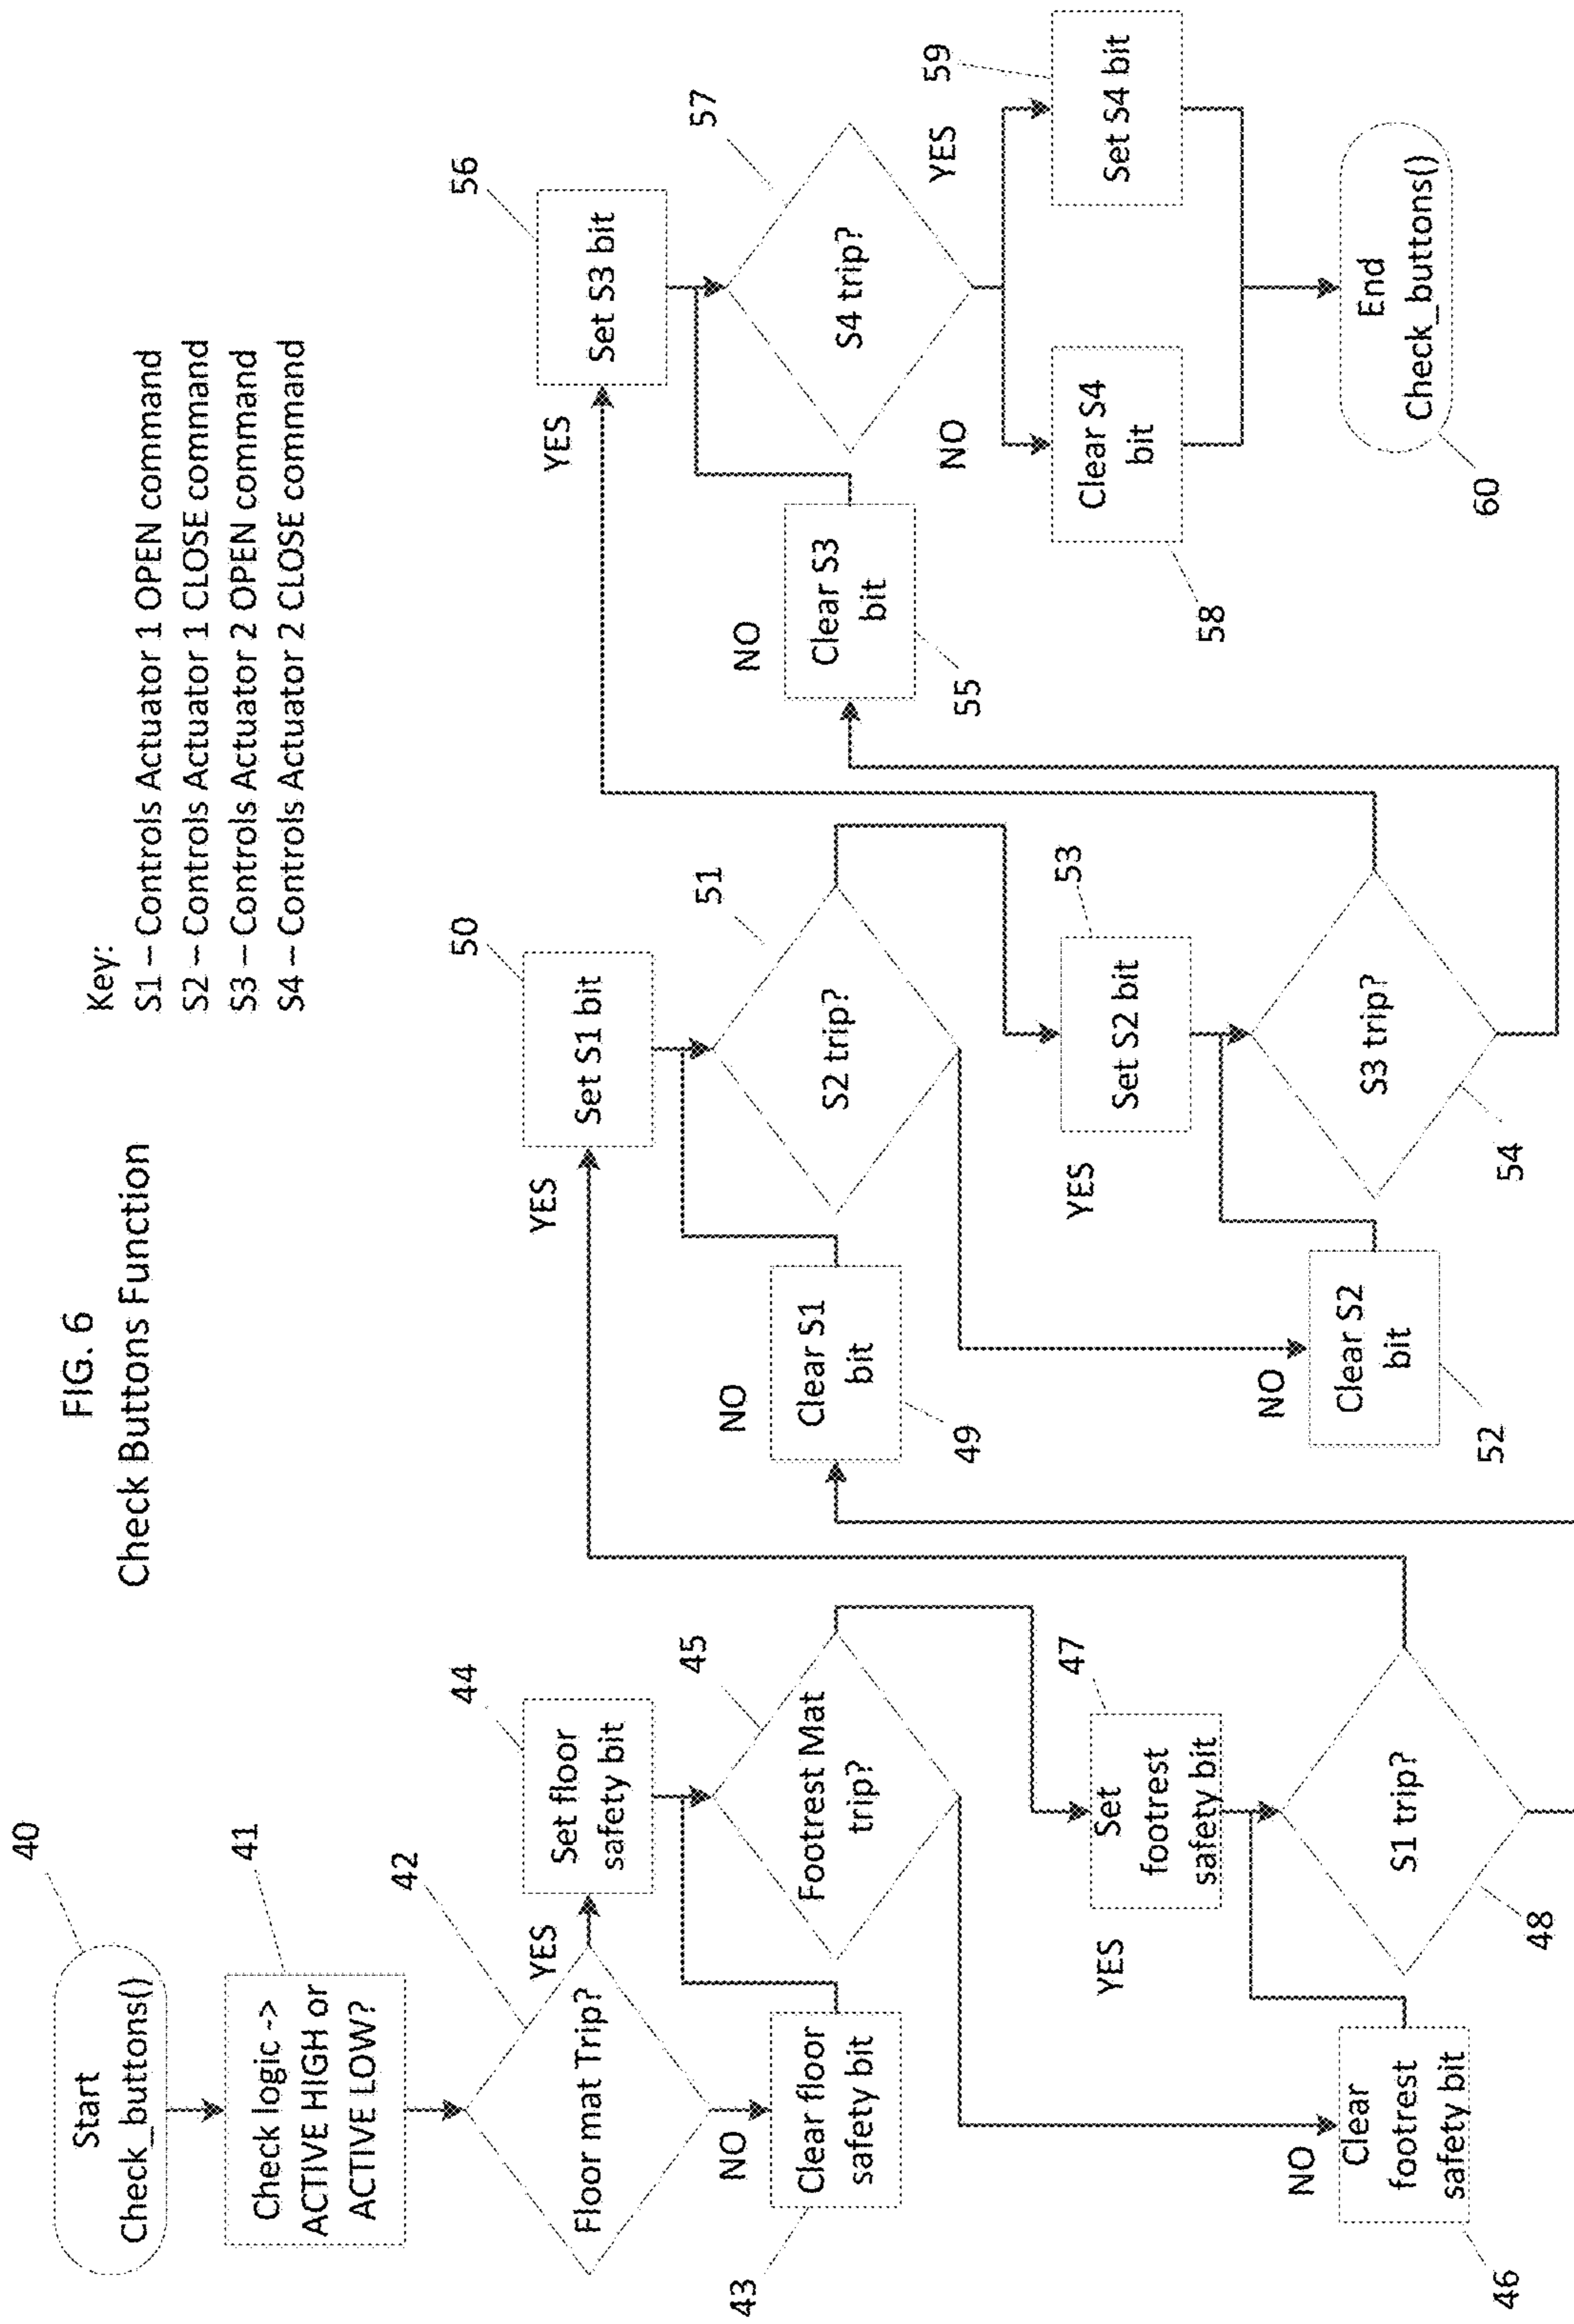 FIG. 6
Check Buttons Function
Key:
S1 – Controls Actuator 1 OPEN command
S2 – Controls Actuator 1 CLOSE command
S3 – Controls Actuator 2 OPEN command
S4 – Controls Actuator 2 CLOSE command
40
Start
Check_buttons()
41
Check logic ->
ACTIVE HIGH or
ACTIVE LOW?
42
Floor mat Trip?
YES
NO
43
Clear floor
safety bit
44
Set floor
safety bit
45
Footrest Mat
trip?
NO
46
Clear
footrest
safety bit
YES
47
Set
footrest
safety bit
48
S1 trip?
NO
49
Clear S1
bit
YES
50
Set S1 bit
51
S2 trip?
NO
52
Clear S2
bit
YES
53
Set S2 bit
54
S3 trip?
NO
55
Clear S3
bit
YES
56
Set S3 bit
57
S4 trip?
NO
58
Clear S4
bit
YES
59
Set S4 bit
60
End
Check_buttons()